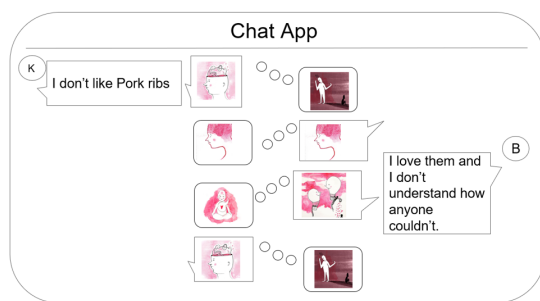 Chat App
K
I don't like Pork ribs
B
I love them and
I don't
understand how
anyone
couldn't.